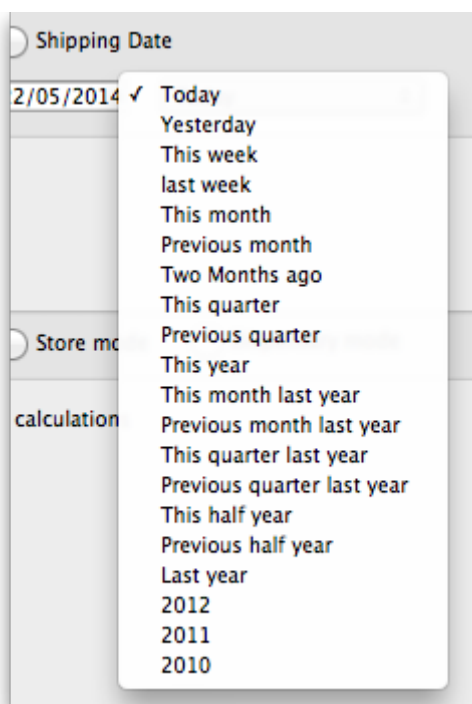 Shipping Date
2/05/2014 ✓ Today
Yesterday
This week
last week
This month
Previous month
Two Months ago
This quarter
Previous quarter
Store
This year
This month last year
calculation
Previous month last year
This quarter last year
Previous quarter last year
This half year
Previous half year
Last year
2012
2011
2010